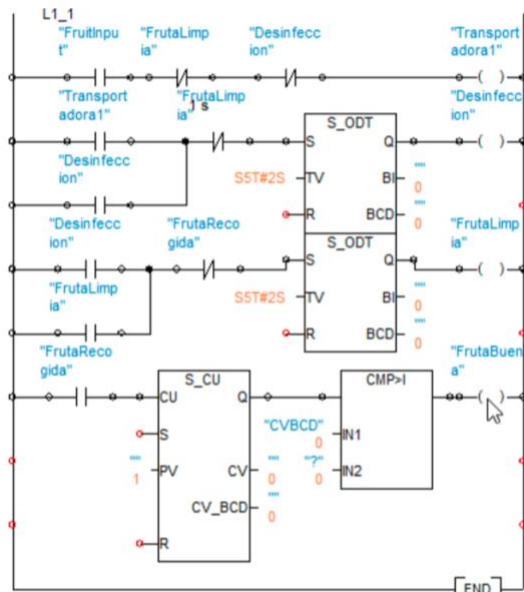 L1_1
"FruitInpu "FrutaLimp "Desinfecc "Transport
t" ia" ion" adora1"
"Transport "FrutaLimp "Desinfecc
adora1" ia" 1 s ion"
S_ODT
"Desinfecc S Q
ion" S5T#2S TV BI ""
0
R BCD ""
0
"Desinfecc "FrutaReco S_ODT "FrutaLimp
ion" gida" ia"
S Q
"FrutaLimp S5T#2S TV BI ""
ia" 0
R BCD ""
0
"FrutaReco S_CU CMP>I "FrutaBuen
gida" a"
CU Q
S "CVBCD" IN1
0
"" PV CV "" "?" IN2
1 0 0
CV_BCD ""
0
R
END